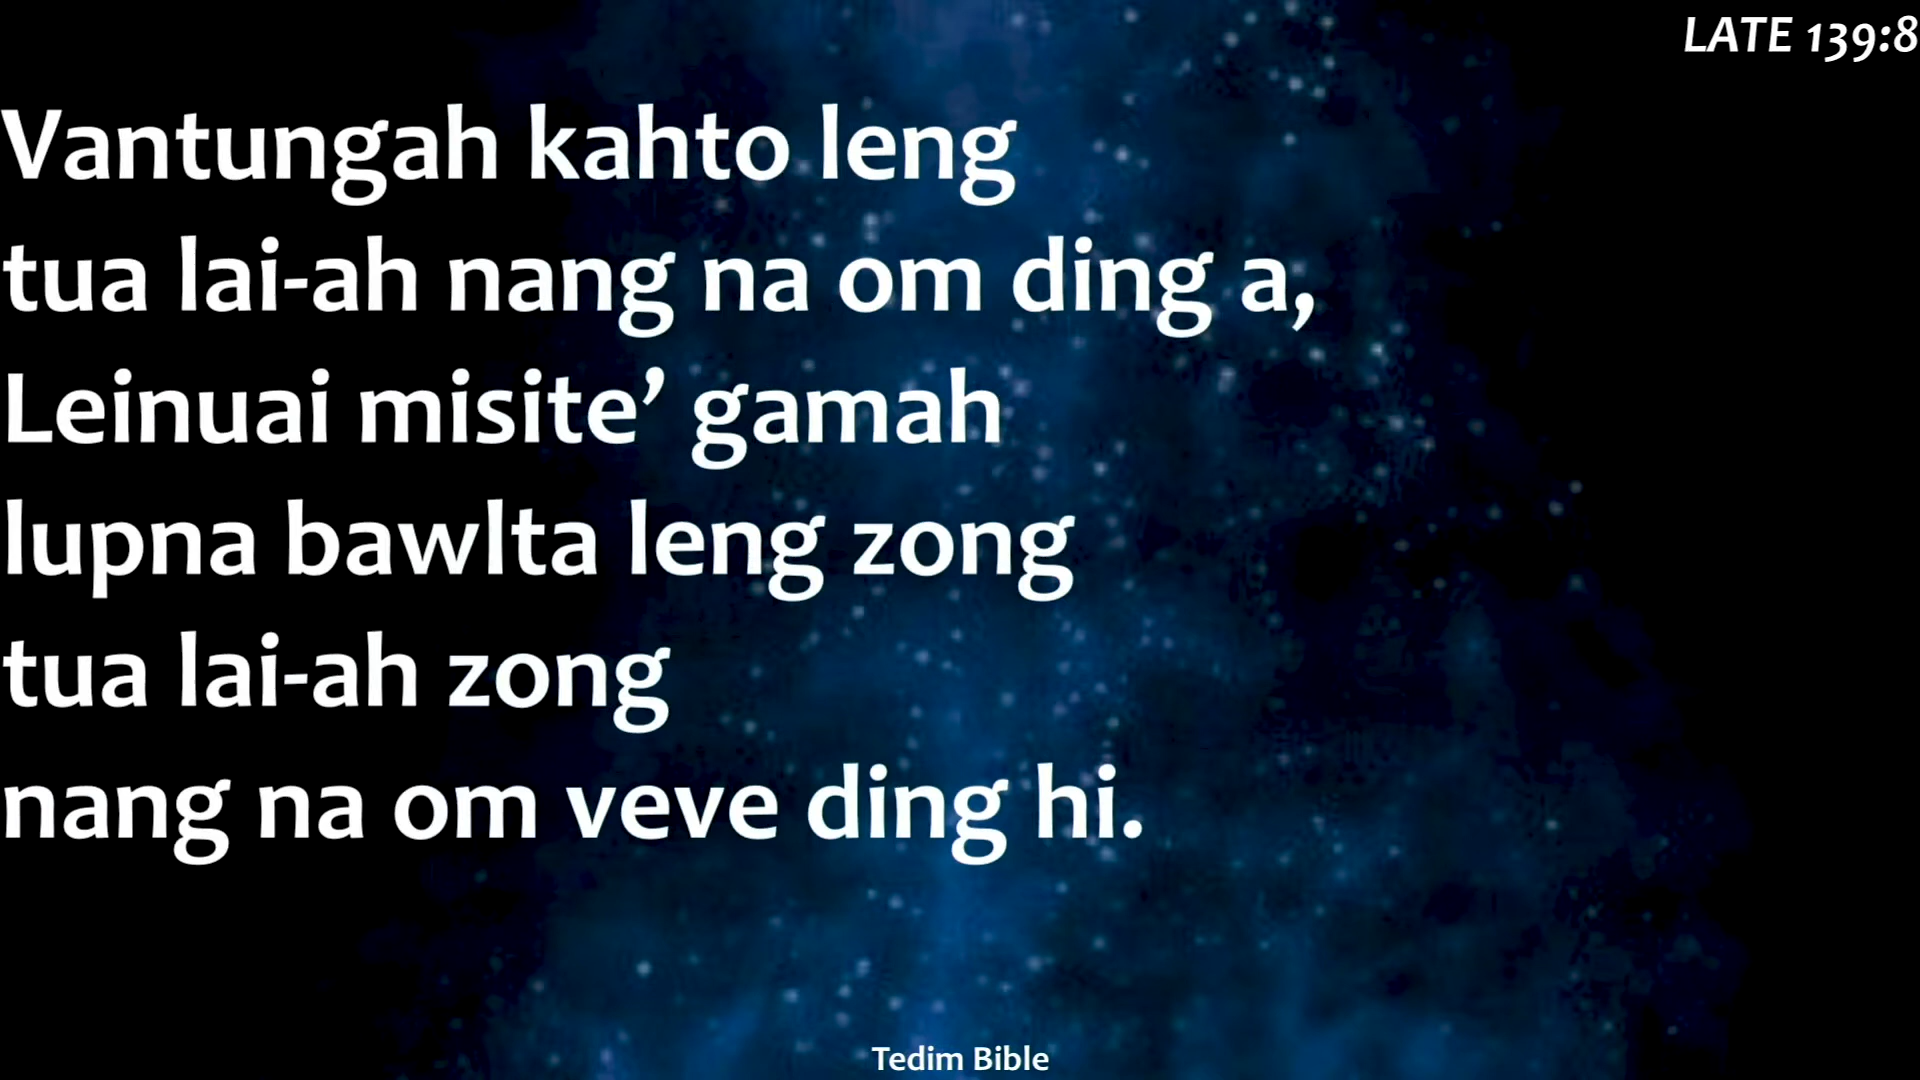 LATE 139:8
Vantungah kahto leng
tua lai-ah nang na om ding a,
Leinuai misite’ gamah
lupna bawlta leng zong
tua lai-ah zong
nang na om veve ding hi.
Tedim Bible